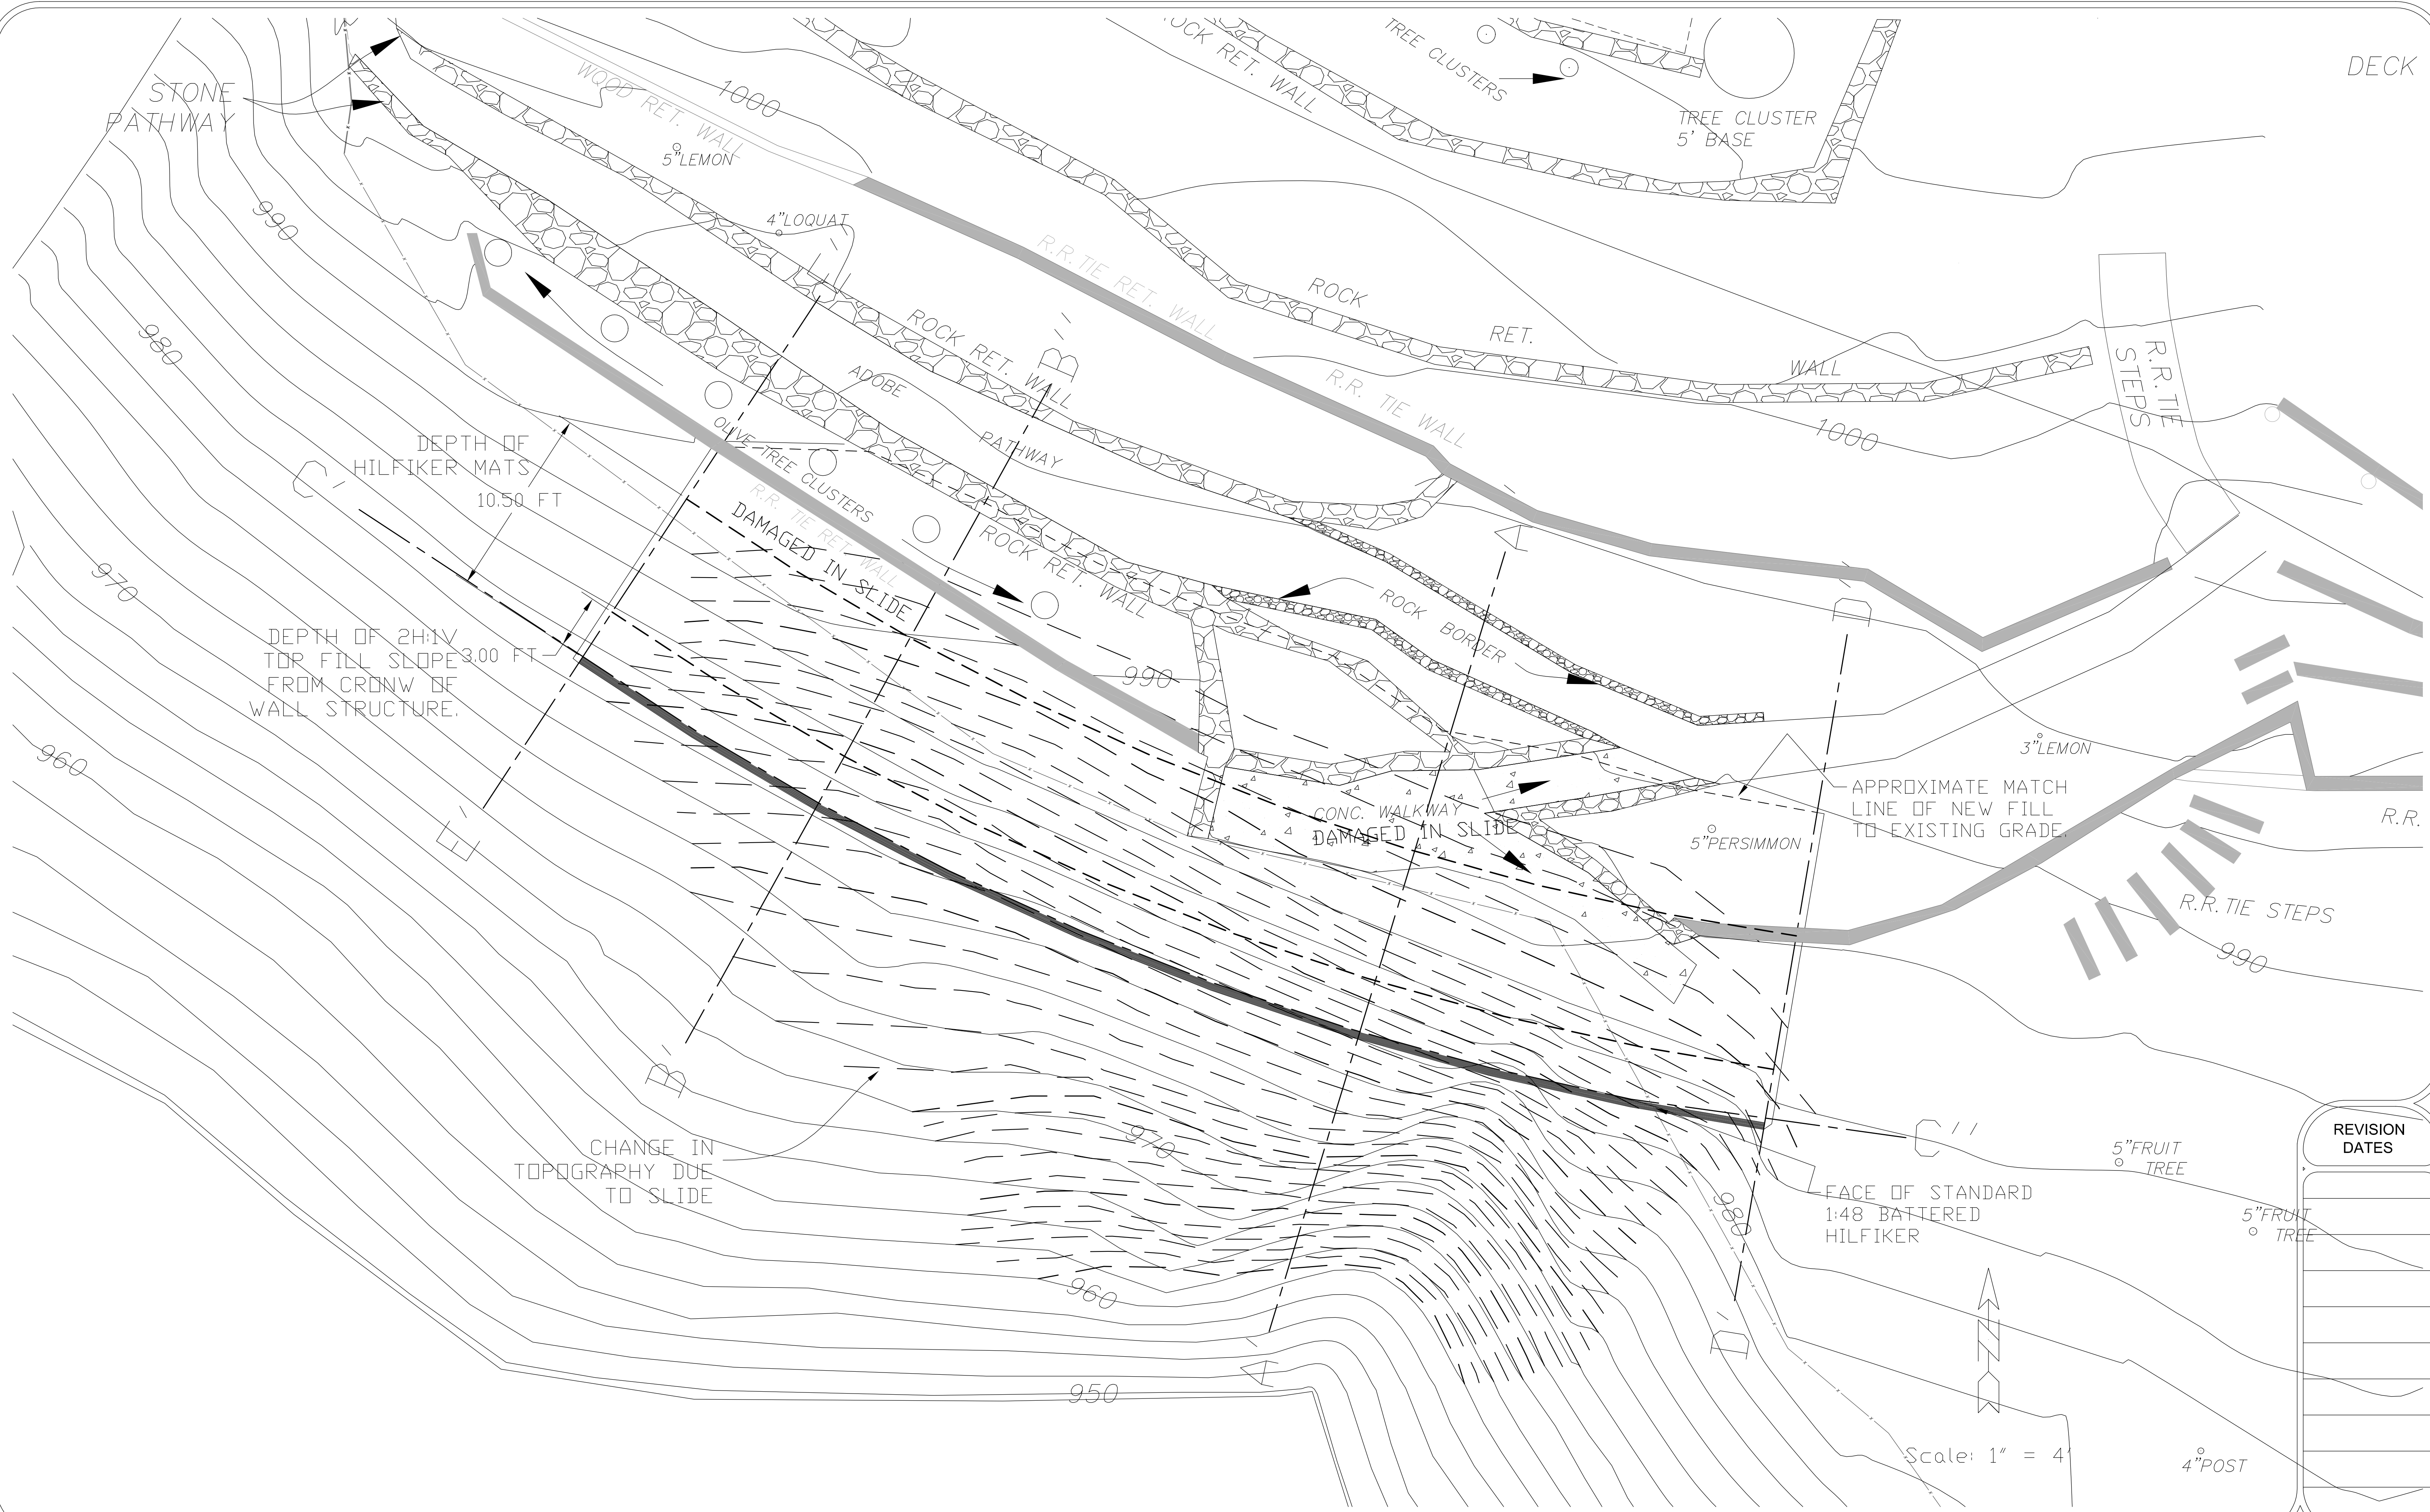 STONE
PATHWAY
WOOD RET. WALL
1000
5"LEMON
4"LOQUAT
ROCK RET. WALL
TREE CLUSTERS
TREE CLUSTER
5' BASE
DECK
990
980
970
960
R.R.TIE RET. WALL
ROCK
RET.
WALL
R.R.TIE
STEPS
R.R. TIE WALL
1000
B''
ROCK RET. WALL
ADOBE
PATHWAY
OLIVE TREE CLUSTERS
R.R. TIE RET. WALL
DAMAGED IN SLIDE
ROCK RET. WALL
DEPTH OF
HILFIKER MATS
10.50 FT
C'
DEPTH OF 2H:1V
TOP FILL SLOPE
FROM CRONW OF
WALL STRUCTURE.
3.00 FT
990
ROCK BORDER
A
D
3"LEMON
APPROXIMATE MATCH
LINE OF NEW FILL
TO EXISTING GRADE.
CONC. WALKWAY
DAMAGED IN SLIDE
5"PERSIMMON
R.R.
R.R.TIE STEPS
990
E'
B'
CHANGE IN
TOPOGRAPHY DUE
TO SLIDE
970
960
950
A'
C''
980
D'
FACE OF STANDARD
1:48 BATTERED
HILFIKER
5"FRUIT
TREE
5"FRUIT
TREE
N
Scale: 1" = 4'
4"POST
REVISION
DATES